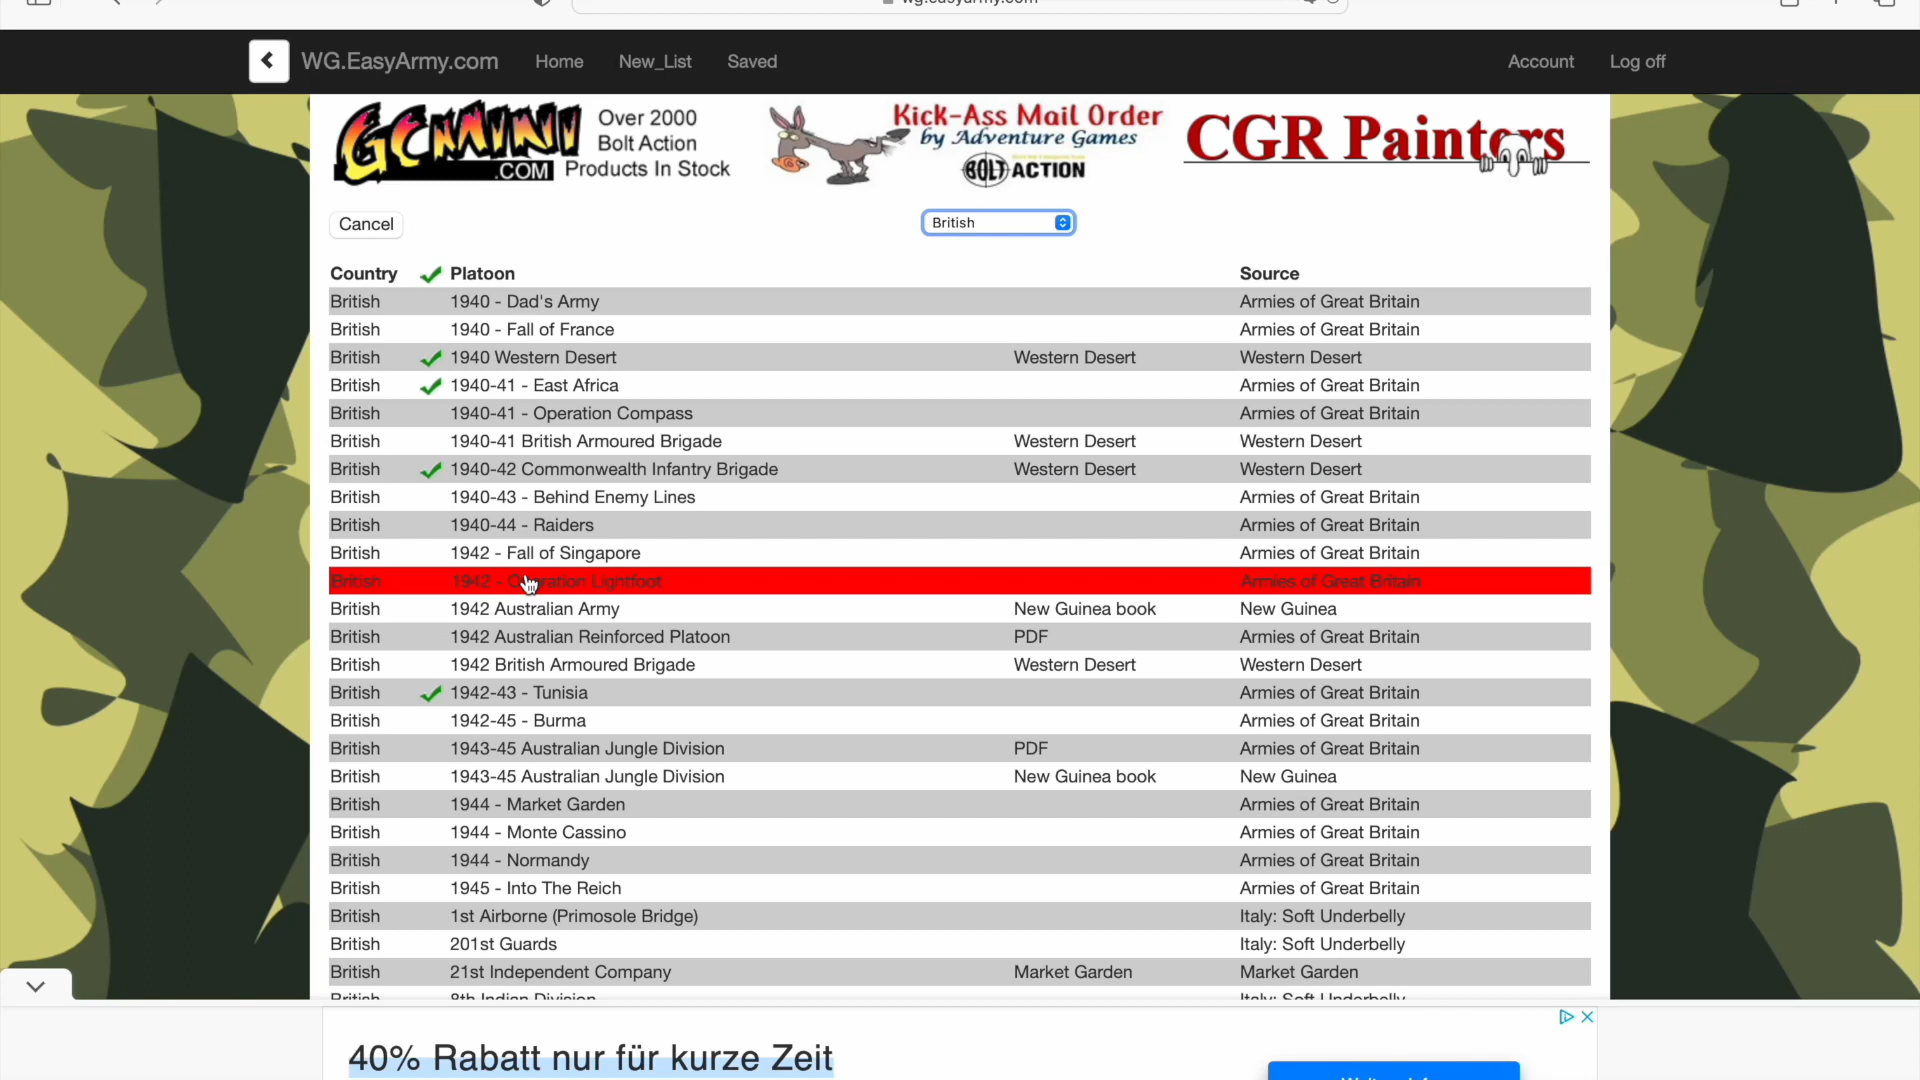 WG.EasyArmy.com Home New_List Saved Account Log off
GCMINI .COM
Over 2000
Bolt Action
Products In Stock
Kick-Ass Mail Order
by Adventure Games
BOLT ACTION
CGR Painters
Cancel British
Country Platoon Source
British 1940 - Dad's Army Armies of Great Britain
British 1940 - Fall of France Armies of Great Britain
British 1940 Western Desert Western Desert Western Desert
British 1940-41 - East Africa Armies of Great Britain
British 1940-41 - Operation Compass Armies of Great Britain
British 1940-41 British Armoured Brigade Western Desert Western Desert
British 1940-42 Commonwealth Infantry Brigade Western Desert Western Desert
British 1940-43 - Behind Enemy Lines Armies of Great Britain
British 1940-44 - Raiders Armies of Great Britain
British 1942 - Fall of Singapore Armies of Great Britain
British 1942 - Operation Lightfoot Armies of Great Britain
British 1942 Australian Army New Guinea book New Guinea
British 1942 Australian Reinforced Platoon PDF Armies of Great Britain
British 1942 British Armoured Brigade Western Desert Western Desert
British 1942-43 - Tunisia Armies of Great Britain
British 1942-45 - Burma Armies of Great Britain
British 1943-45 Australian Jungle Division PDF Armies of Great Britain
British 1943-45 Australian Jungle Division New Guinea book New Guinea
British 1944 - Market Garden Armies of Great Britain
British 1944 - Monte Cassino Armies of Great Britain
British 1944 - Normandy Armies of Great Britain
British 1945 - Into The Reich Armies of Great Britain
British 1st Airborne (Primosole Bridge) Italy: Soft Underbelly
British 201st Guards Italy: Soft Underbelly
British 21st Independent Company Market Garden Market Garden
British 8th Indian Division Italy: Soft Underbelly
40% Rabatt nur für kurze Zeit